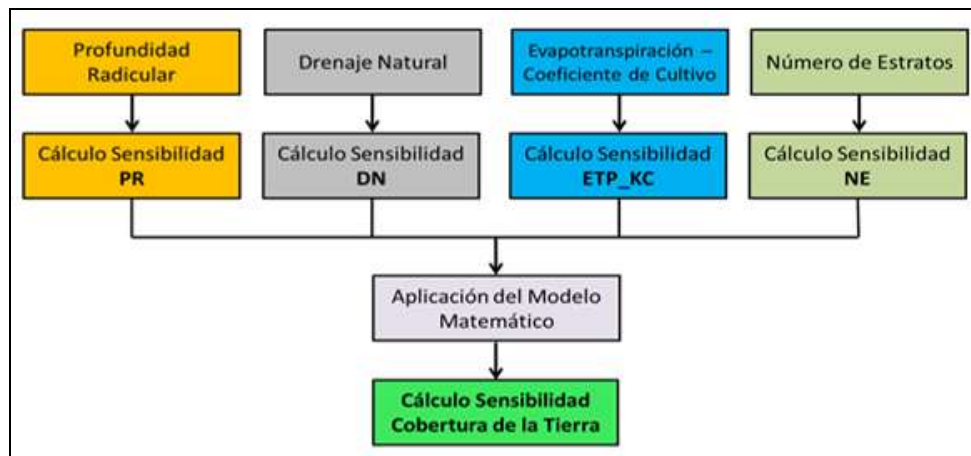 Profundidad
Radicular
Drenaje Natural
Evapotranspiración –
Coeficiente de Cultivo
Número de Estratos
Cálculo Sensibilidad
PR
Cálculo Sensibilidad
DN
Cálculo Sensibilidad
ETP_KC
Cálculo Sensibilidad
NE
Aplicación del Modelo
Matemático
Cálculo Sensibilidad
Cobertura de la Tierra